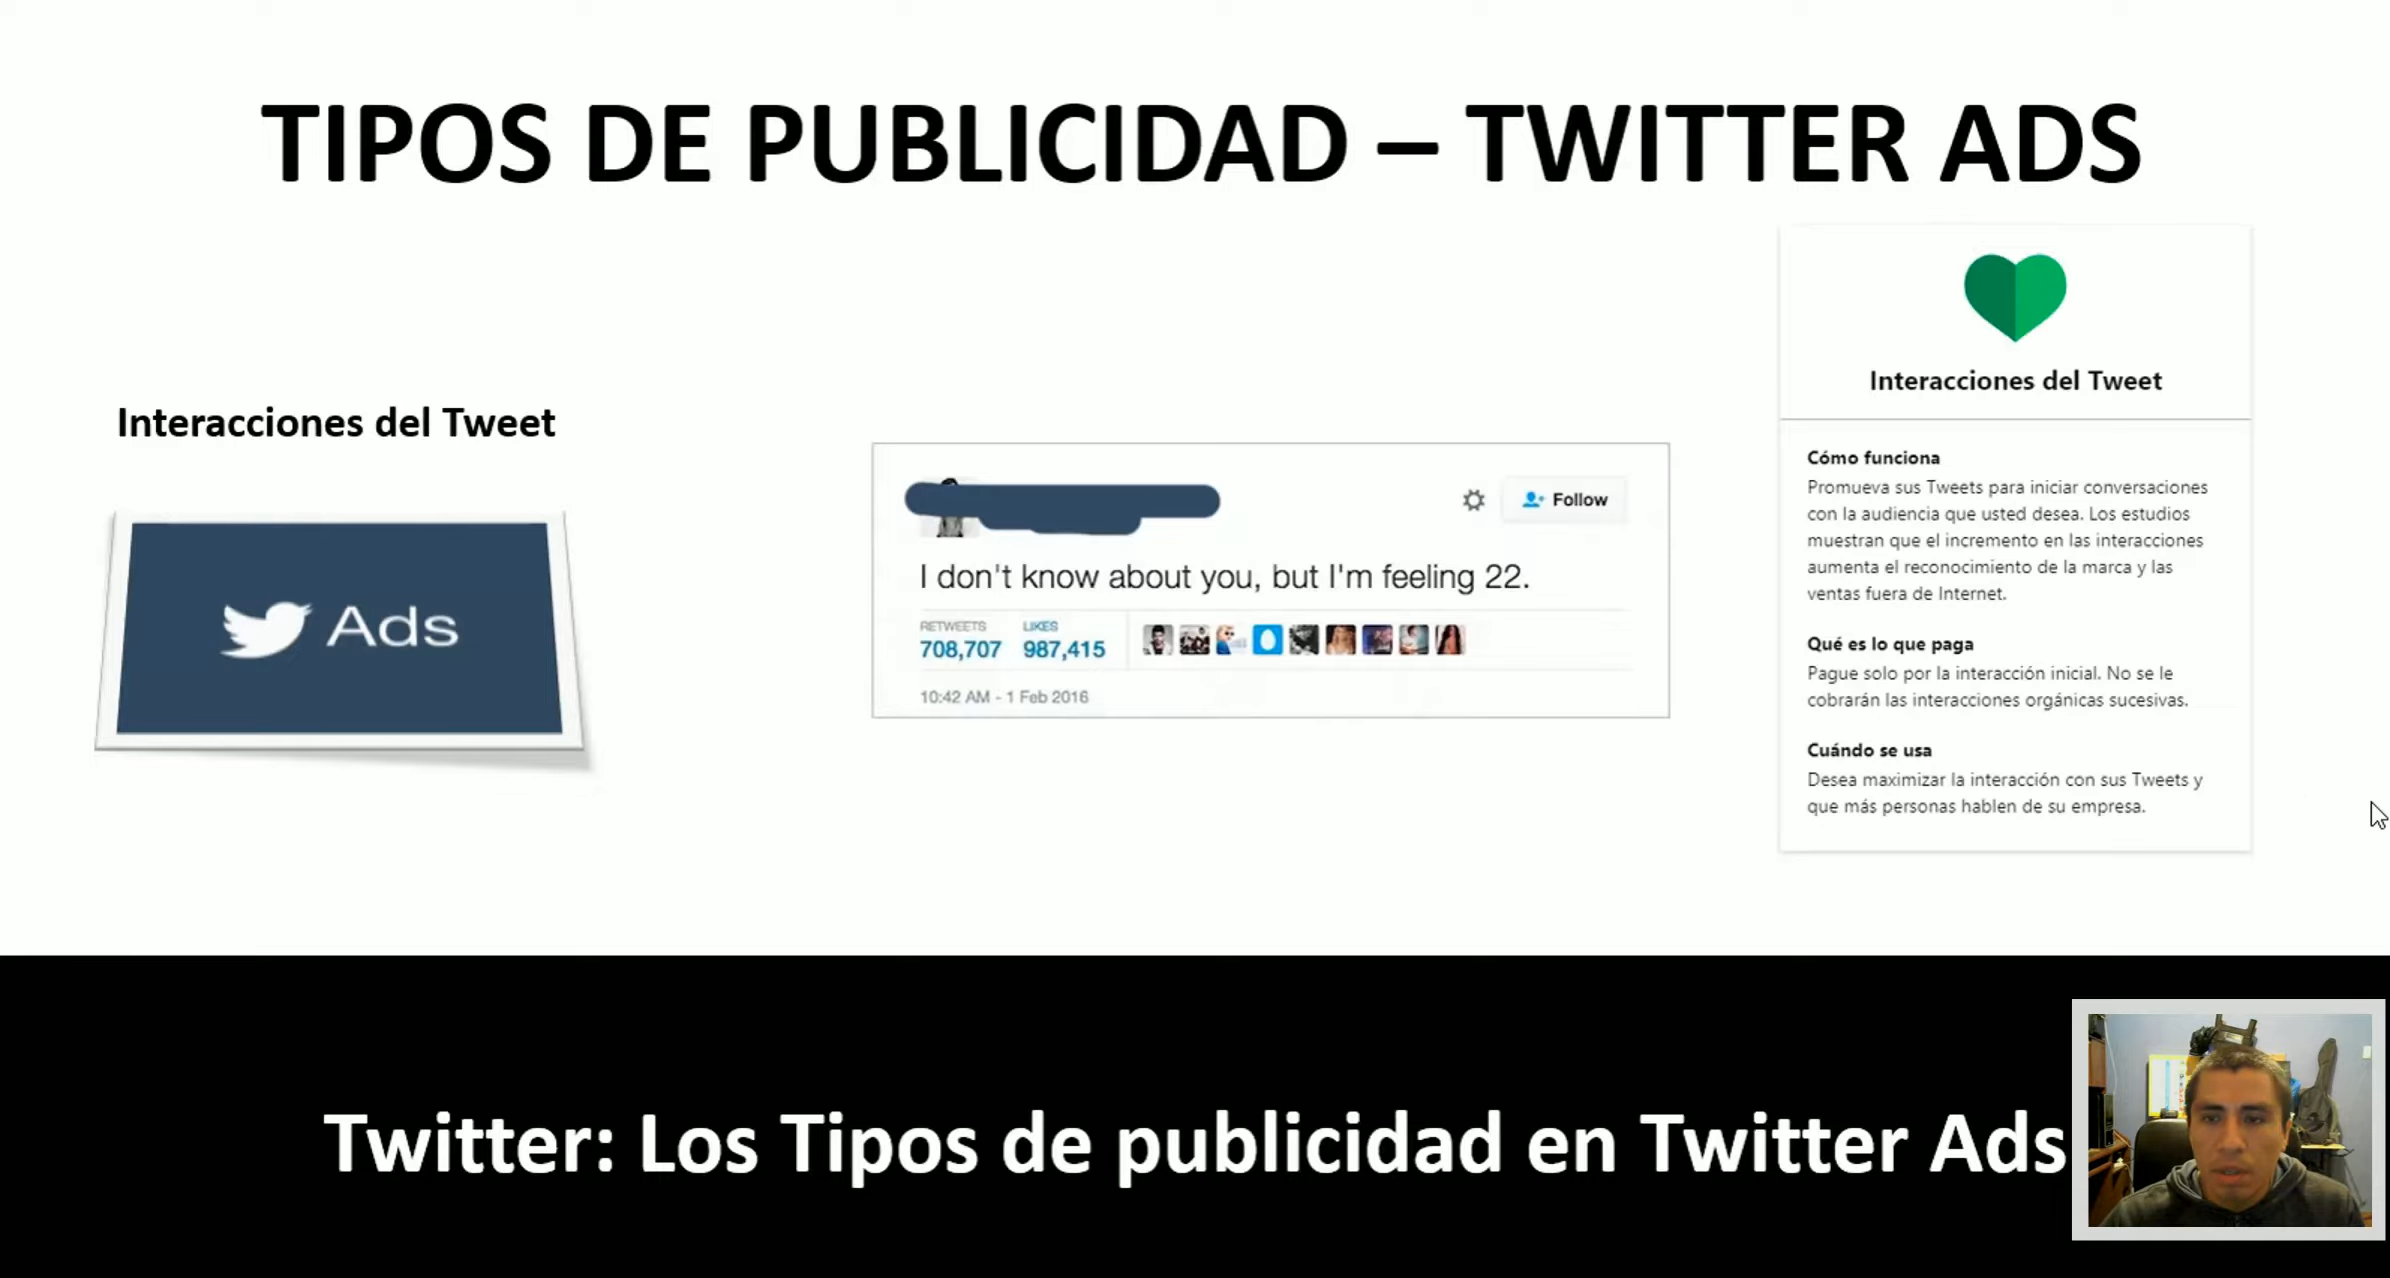 TIPOS DE PUBLICIDAD – TWITTER ADS
Interacciones del Tweet
Ads
Follow
I don't know about you, but I'm feeling 22.
RETWEETS LIKES
708,707 987,415
10:42 AM - 1 Feb 2016
Interacciones del Tweet
Cómo funciona
Promueva sus Tweets para iniciar conversaciones
con la audiencia que usted desea. Los estudios
muestran que el incremento en las interacciones
aumenta el reconocimiento de la marca y las
ventas fuera de Internet.
Qué es lo que paga
Pague solo por la interacción inicial. No se le
cobrarán las interacciones orgánicas sucesivas.
Cuándo se usa
Desea maximizar la interacción con sus Tweets y
que más personas hablen de su empresa.
Twitter: Los Tipos de publicidad en Twitter Ads